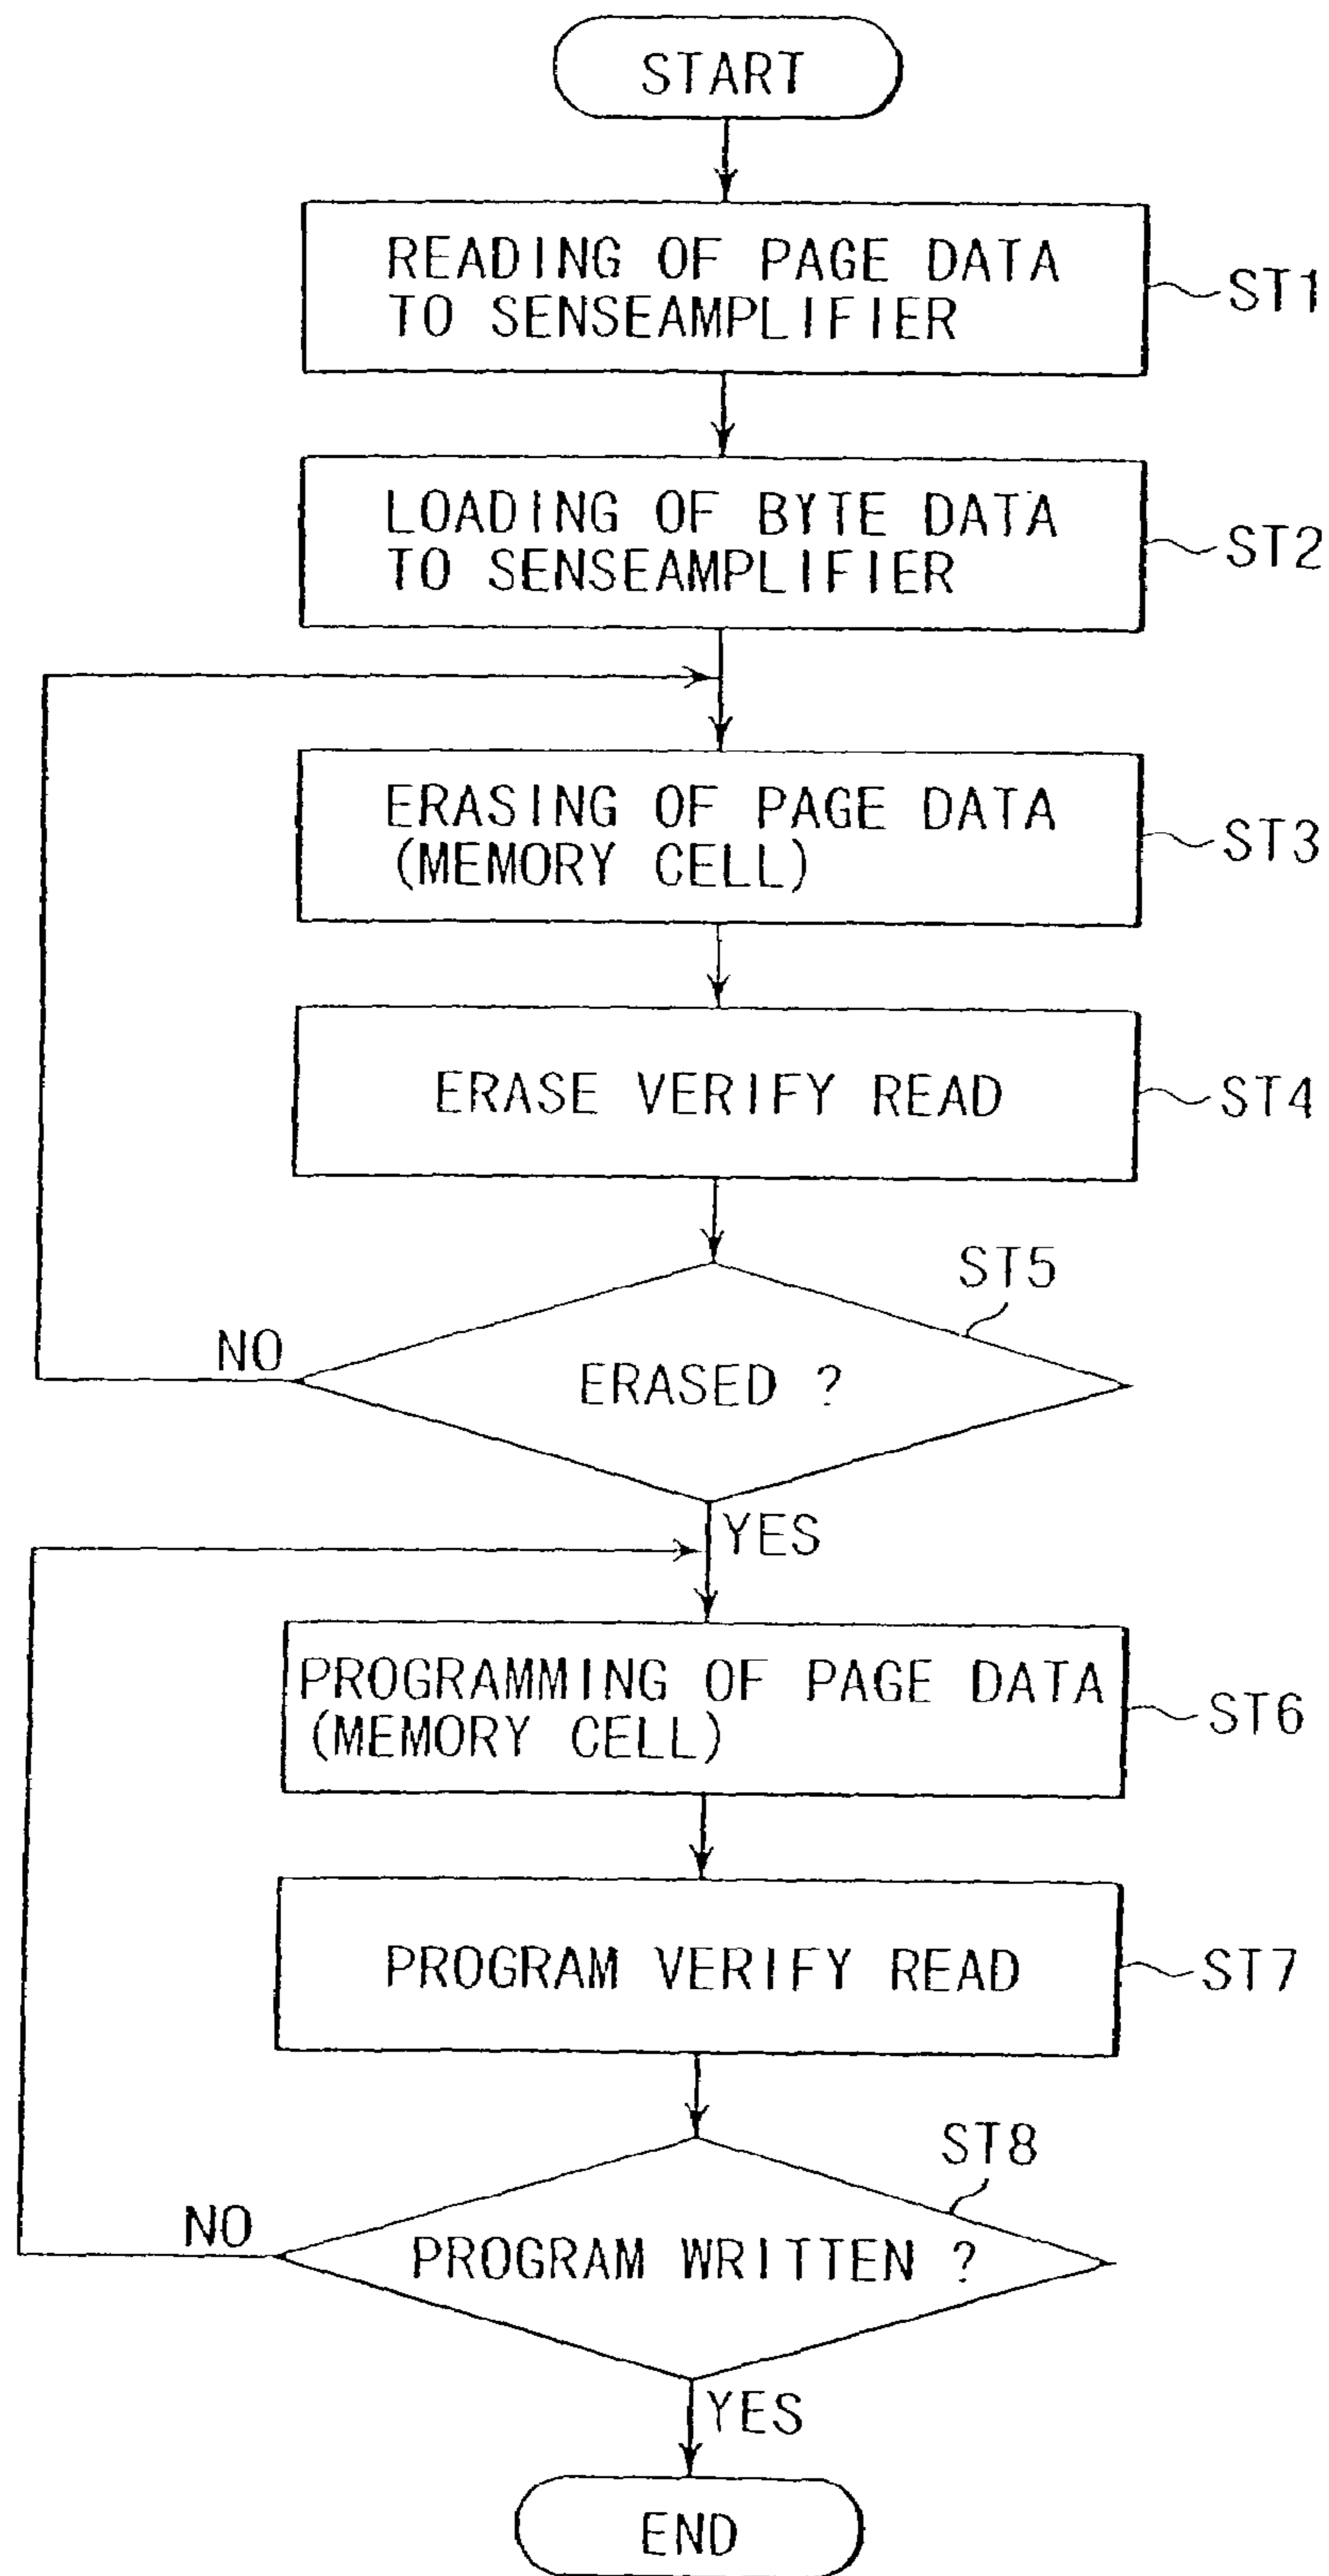 START
READING OF PAGE DATA
TO SENSEAMPLIFIER
ST1
LOADING OF BYTE DATA
TO SENSEAMPLIFIER
ST2
ERASING OF PAGE DATA
(MEMORY CELL)
ST3
ERASE VERIFY READ
ST4
ST5
NO
ERASED ?
YES
PROGRAMMING OF PAGE DATA
(MEMORY CELL)
ST6
PROGRAM VERIFY READ
ST7
ST8
NO
PROGRAM WRITTEN ?
YES
END